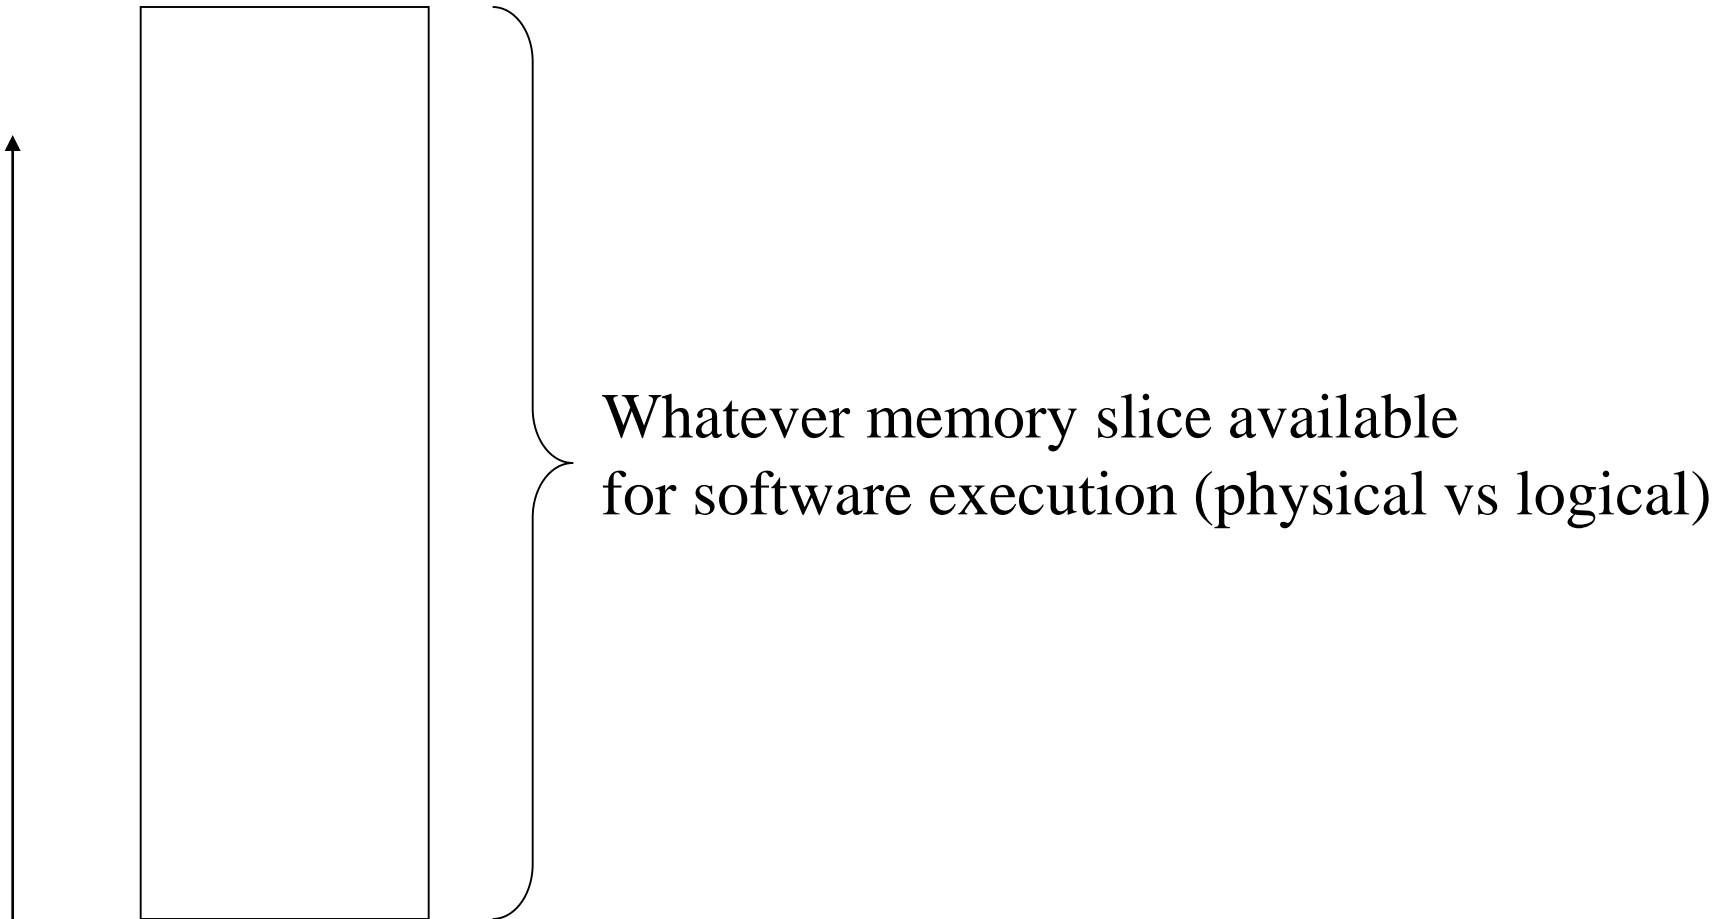 Whatever memory slice available
for software execution (physical vs logical)